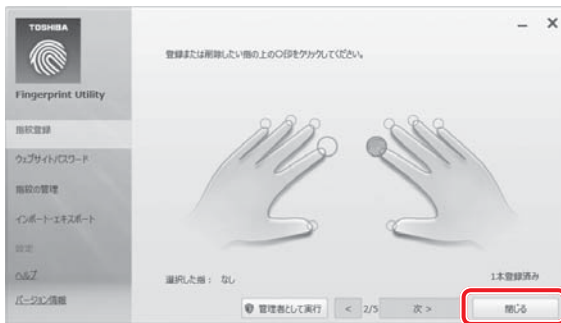 TOSHIBA
Fingerprint Utility
指紋登録
ウェブサイトパスワード
指紋の管理
インポート・エキスポート
設定
ヘルプ
バージョン情報
登録または削除したい指の上の○印をクリックしてください。
選択した指： なし
1本登録済み
管理者として実行
<
2/5
次 >
閉じる